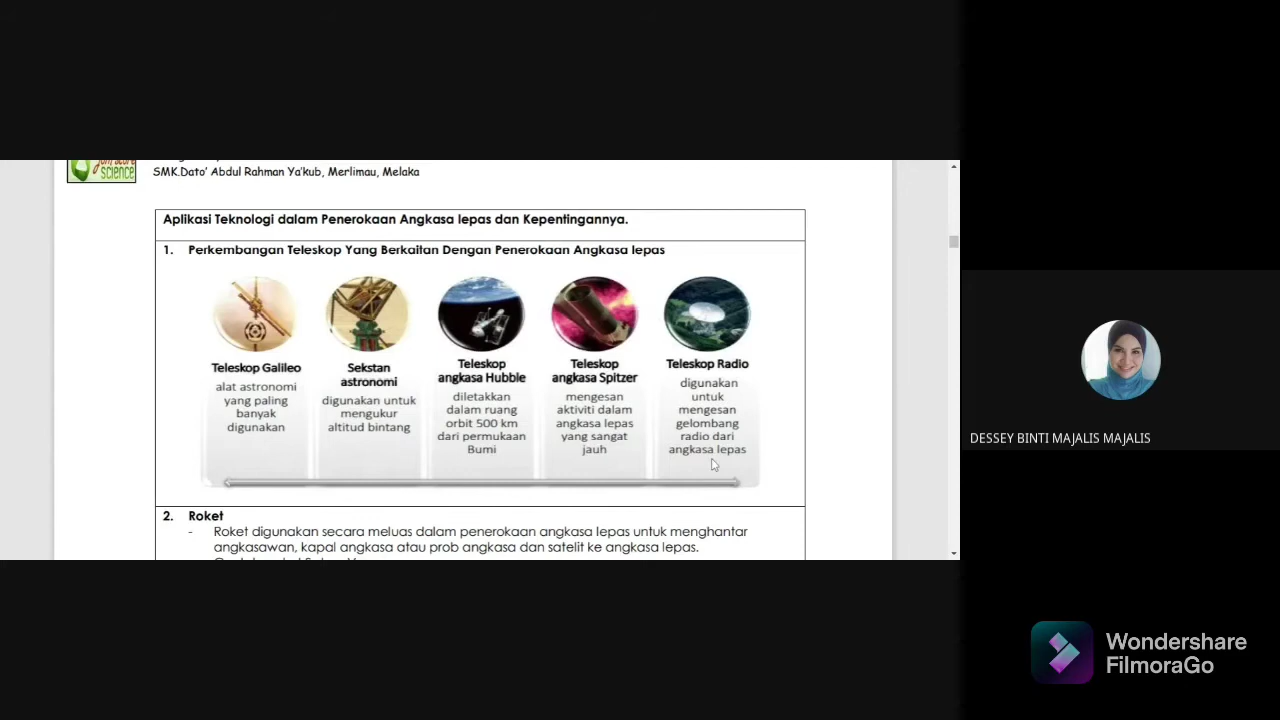 SCIENCE
SMK.Dato' Abdul Rahman Ya'kub, Merlimau, Melaka
Aplikasi Teknologi dalam Penerokaan Angkasa lepas dan Kepentingannya.
1. Perkembangan Teleskop Yang Berkaitan Dengan Penerokaan Angkasa lepas
Teleskop Galileo
alat astronomi
yang paling
banyak
digunakan
Sekstan
astronomi
digunakan untuk
mengukur
altitud bintang
Teleskop
angkasa Hubble
diletakkan
dalam ruang
orbit 500 km
dari permukaan
Bumi
Teleskop
angkasa Spitzer
mengesan
aktiviti dalam
angkasa lepas
yang sangat
jauh
Teleskop Radio
digunakan
untuk
mengesan
gelombang
radio dari
angkasa lepas
2. Roket
- Roket digunakan secara meluas dalam penerokaan angkasa lepas untuk menghantar
angkasawan, kapal angkasa atau prob angkasa dan satelit ke angkasa lepas.
DESSEY BINTI MAJALIS MAJALIS
Wondershare
FilmoraGo